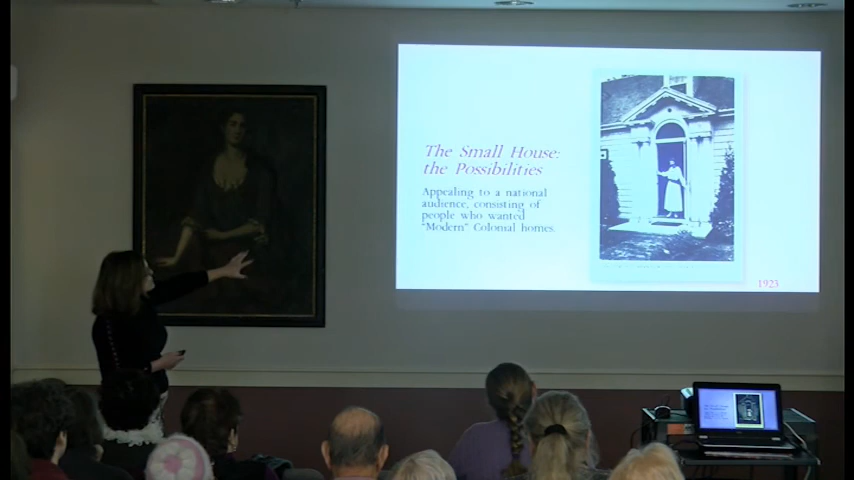 The Small House:
the Possibilities
Appealing to a national
audience, consisting of
people who wanted
"Modern" Colonial homes.
1923